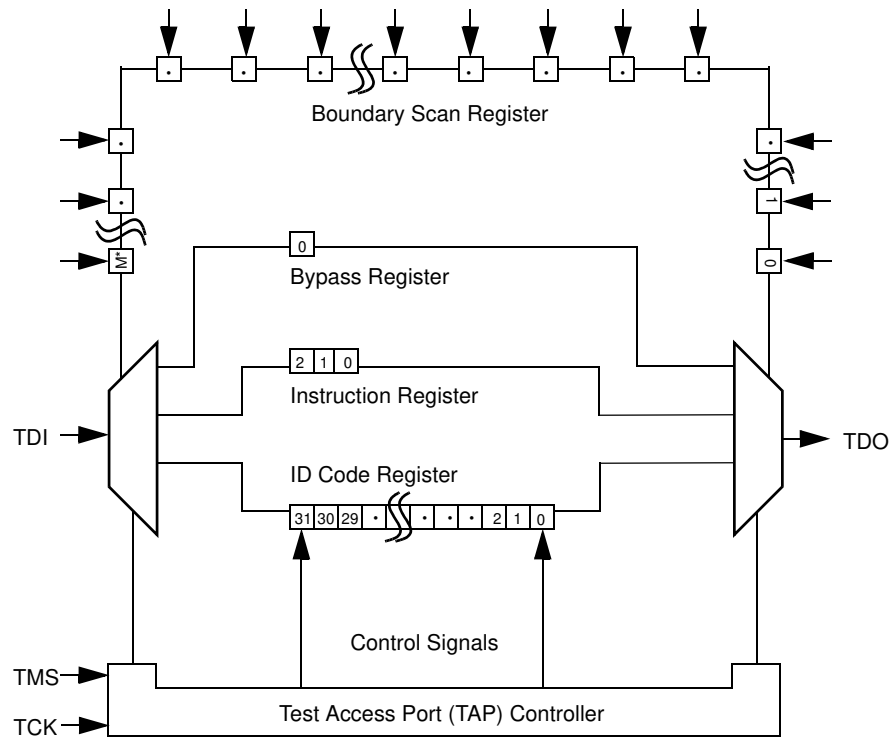 Boundary Scan Register
1
M*
0
0
Bypass Register
2 1 0
Instruction Register
TDI
TDO
ID Code Register
31 30 29 · · · · 2 1 0
Control Signals
TMS
Test Access Port (TAP) Controller
TCK